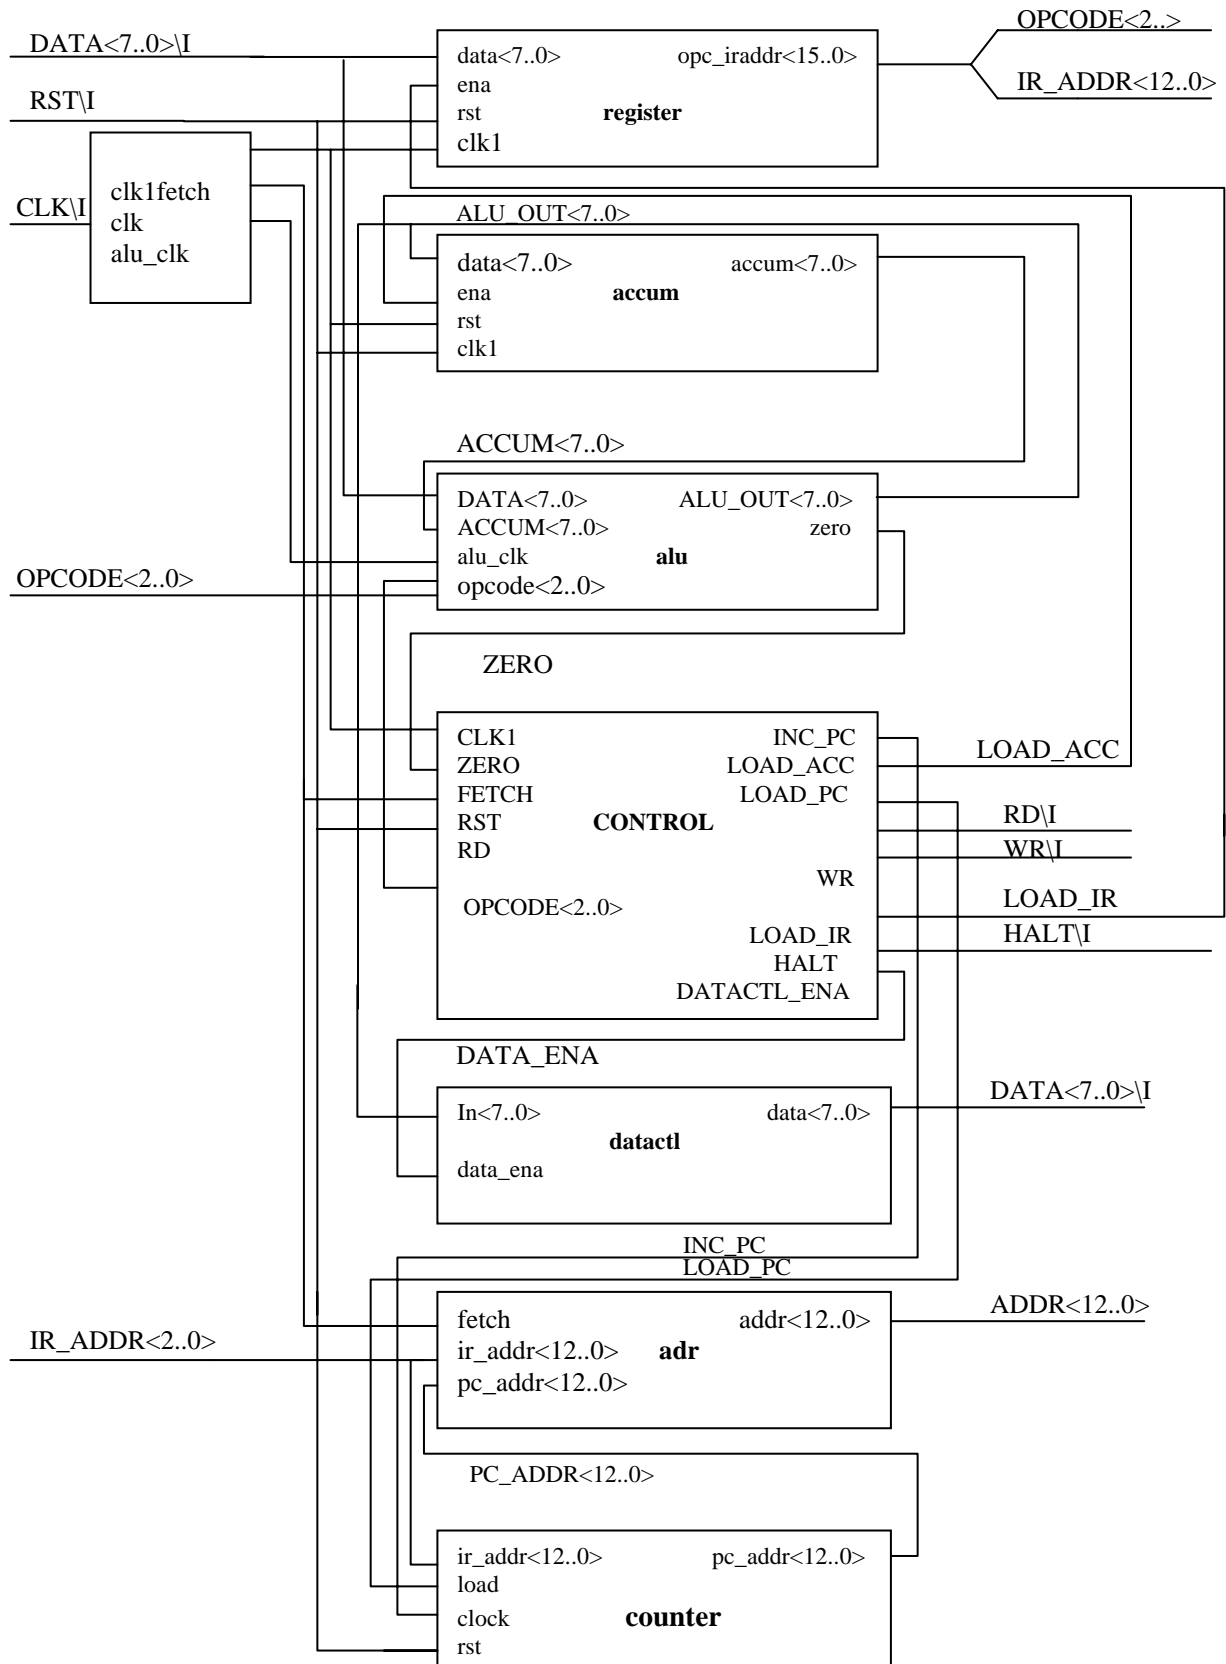 OPCODE<2..>
DATA<7..0>\I
data<7..0> opc_iraddr<15..0>
IR_ADDR<12..0>
ena
RST\I
rst register
clk1
CLK\I
clk1fetch
clk
alu_clk
ALU_OUT<7..0>
data<7..0> accum<7..0>
ena accum
rst
clk1
ACCUM<7..0>
DATA<7..0> ALU_OUT<7..0>
ACCUM<7..0> zero
alu_clk alu
OPCODE<2..0>
opcode<2..0>
ZERO
CLK1 INC_PC
ZERO LOAD_ACC
LOAD_ACC
FETCH LOAD_PC
RST CONTROL
RD\I
RD
WR\I
WR
OPCODE<2..0>
LOAD_IR
LOAD_IR
HALT\I
HALT
DATACTL_ENA
DATA_ENA
DATA<7..0>\I
In<7..0> data<7..0>
datactl
data_ena
INC_PC
LOAD_PC
fetch addr<12..0>
ADDR<12..0>
IR_ADDR<2..0>
ir_addr<12..0> adr
pc_addr<12..0>
PC_ADDR<12..0>
ir_addr<12..0> pc_addr<12..0>
load
clock counter
rst